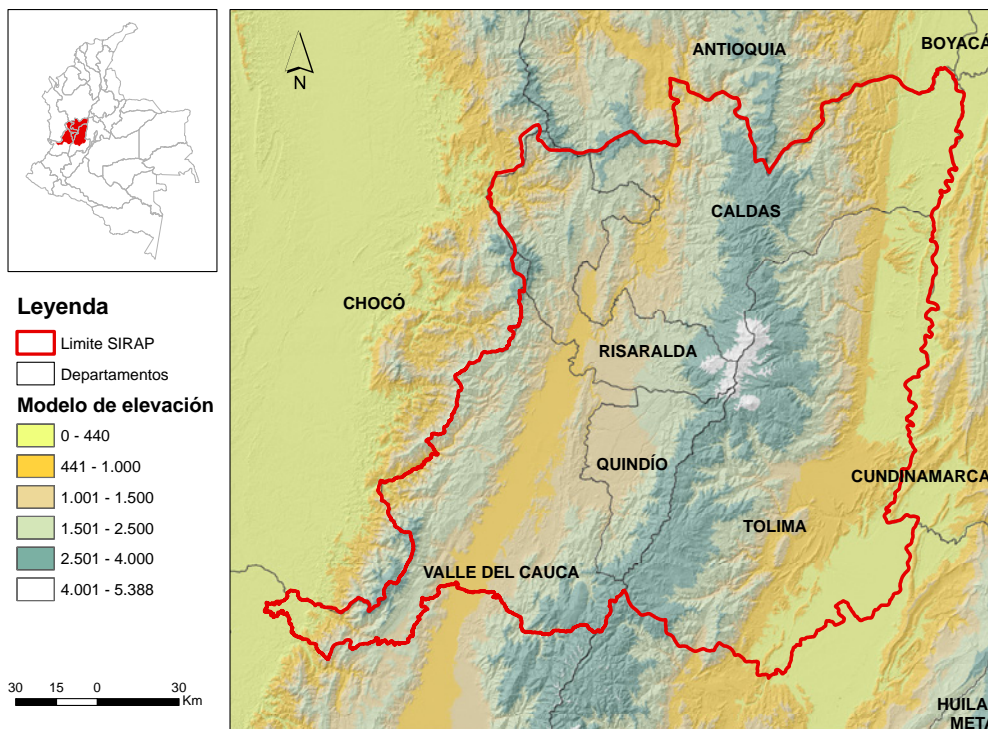 N
ANTIOQUIA
BOYACÁ
CALDAS
CHOCÓ
RISARALDA
QUINDÍO
CUNDINAMARCA
TOLIMA
VALLE DEL CAUCA
HUILA
META
Leyenda
Limite SIRAP
Departamentos
Modelo de elevación
0 - 440
441 - 1.000
1.001 - 1.500
1.501 - 2.500
2.501 - 4.000
4.001 - 5.388
30 15 0 30
Km